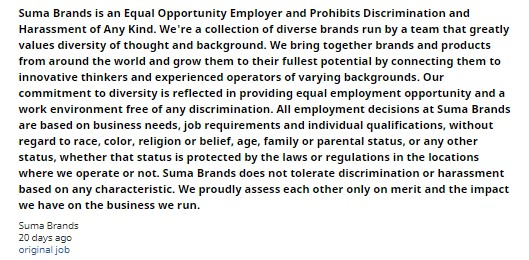 Suma Brands is an Equal Opportunity Employer and Prohibits Discrimination and
Harassment of Any Kind. We're a collection of diverse brands run by a team that greatly
values diversity of thought and background. We bring together brands and products
from around the world and grow them to their fullest potential by connecting them to
innovative thinkers and experienced operators of varying backgrounds. Our
commitment to diversity is reflected in providing equal employment opportunity and a
work environment free of any discrimination. All employment decisions at Suma Brands
are based on business needs, job requirements and individual qualifications, without
regard to race, color, religion or belief, age, family or parental status, or any other
status, whether that status is protected by the laws or regulations in the locations
where we operate or not. Suma Brands does not tolerate discrimination or harassment
based on any characteristic. We proudly assess each other only on merit and the impact
we have on the business we run.
Suma Brands
20 days ago
original job